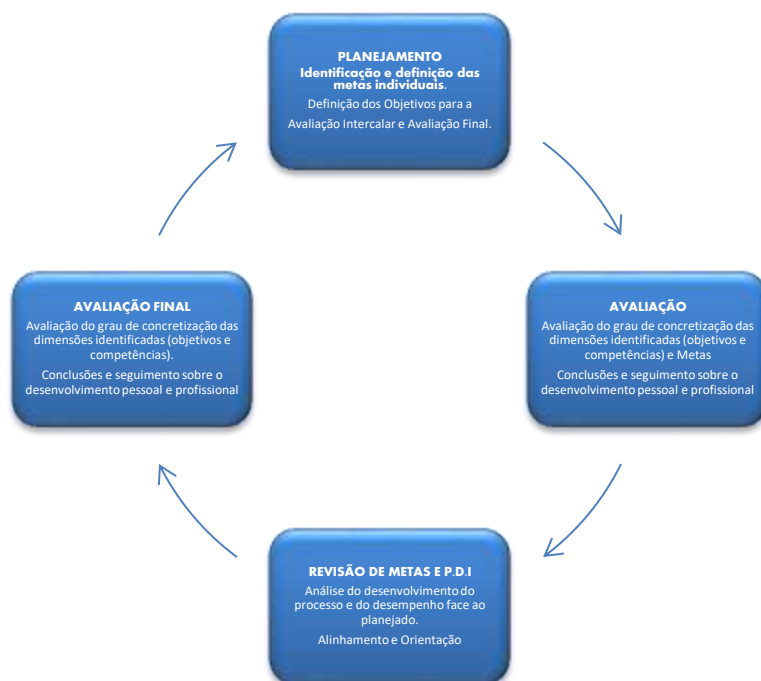 PLANEJAMENTO
Identificação e definição das
metas individuais.
Definição dos Objetivos para a
Avaliação Intercalar e Avaliação Final.
AVALIAÇÃO FINAL
Avaliação do grau de concretização das
dimensões identificadas (objetivos e
competências).
Conclusões e seguimento sobre o
desenvolvimento pessoal e profissional
AVALIAÇÃO
Avaliação do grau de concretização das
dimensões identificadas (objetivos e
competências) e Metas
Conclusões e seguimento sobre o
desenvolvimento pessoal e profissional
REVISÃO DE METAS E P.D.I
Análise do desenvolvimento do
processo e do desempenho face ao
planejado.
Alinhamento e Orientação